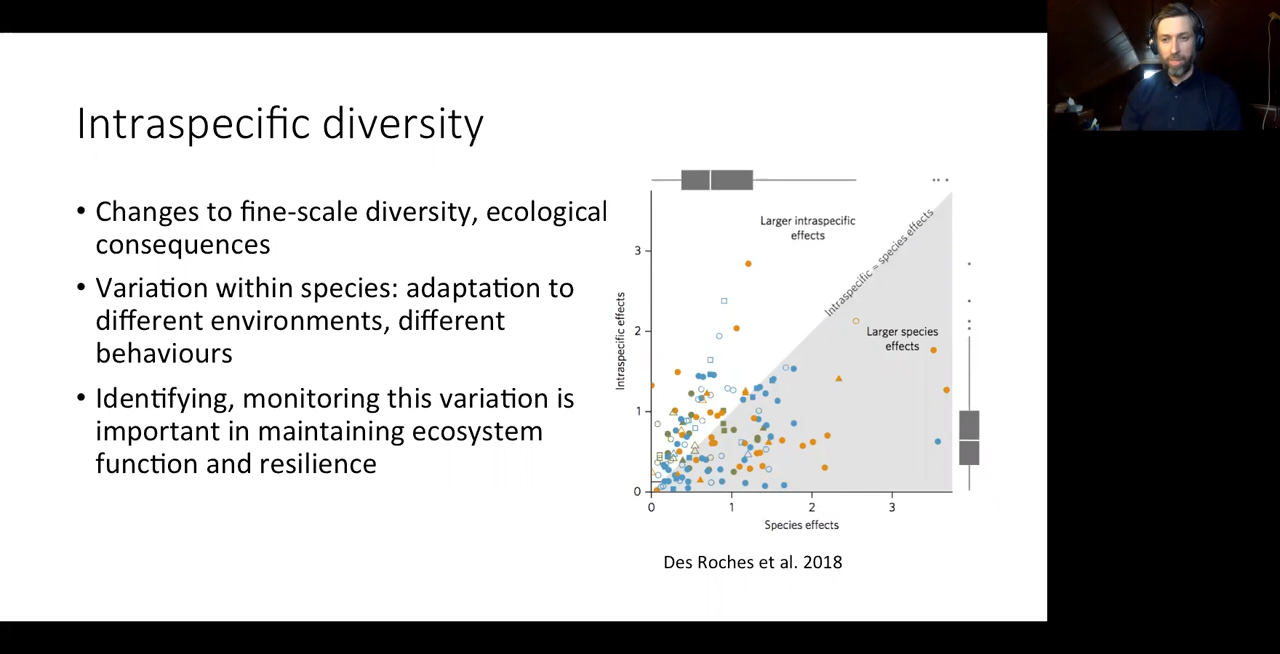 Intraspecific diversity
• Changes to fine-scale diversity, ecological
consequences
• Variation within species: adaptation to
different environments, different
behaviours
• Identifying, monitoring this variation is
important in maintaining ecosystem
function and resilience
Larger intraspecific
effects
Intraspecific = species effects
Larger species
effects
Intraspecific effects
3
2
1
0
0 1 2 3
Species effects
Des Roches et al. 2018